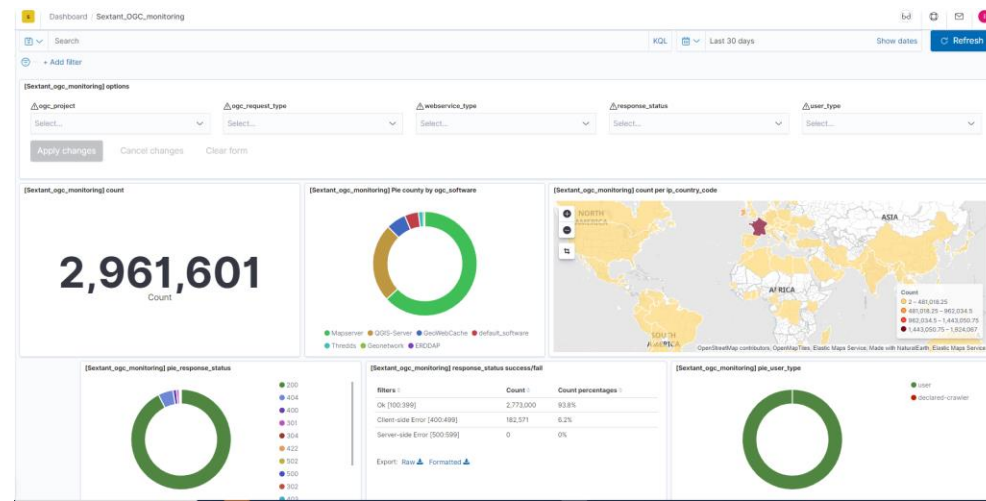 s Dashboard / Sextant_OGC_monitoring
Search KQL Last 30 days Show dates Refresh
+ Add filter
[Sextant_ogc_monitoring] options
ogc_project ogc_request_type webservice_type response_status user_type
Select... Select... Select... Select... Select...
Apply changes Cancel changes Clear form
[Sextant_ogc_monitoring] count
2,961,601
Count
[Sextant_ogc_monitoring] Pie county by ogc_software
Mapserver QGIS-Server GeoWebCache default_software
Thredds Geonetwork ERDDAP
[Sextant_ogc_monitoring] count per ip_country_code
NORTH
AMERICA
ASIA
AFRICA
SOUTH
AMERICA
Count
2 – 481,018.25
481,018.25 – 962,034.5
962,034.5 – 1,443,050.75
1,443,050.75 – 1,924,067
OpenStreetMap contributors, OpenMapTiles, Elastic Maps Service, Made with NaturalEarth, Elastic Maps Service
[Sextant_ogc_monitoring] pie_response_status
200
404
400
301
304
422
502
500
302
403
[Sextant_ogc_monitoring] response_status success/fail
filters Count Count percentages
Ok [100:399] 2,773,000 93.8%
Client-side Error [400:499] 182,571 6.2%
Server-side Error [500:599] 0 0%
Export: Raw Formatted
[Sextant_ogc_monitoring] pie_user_type
user
declared-crawler